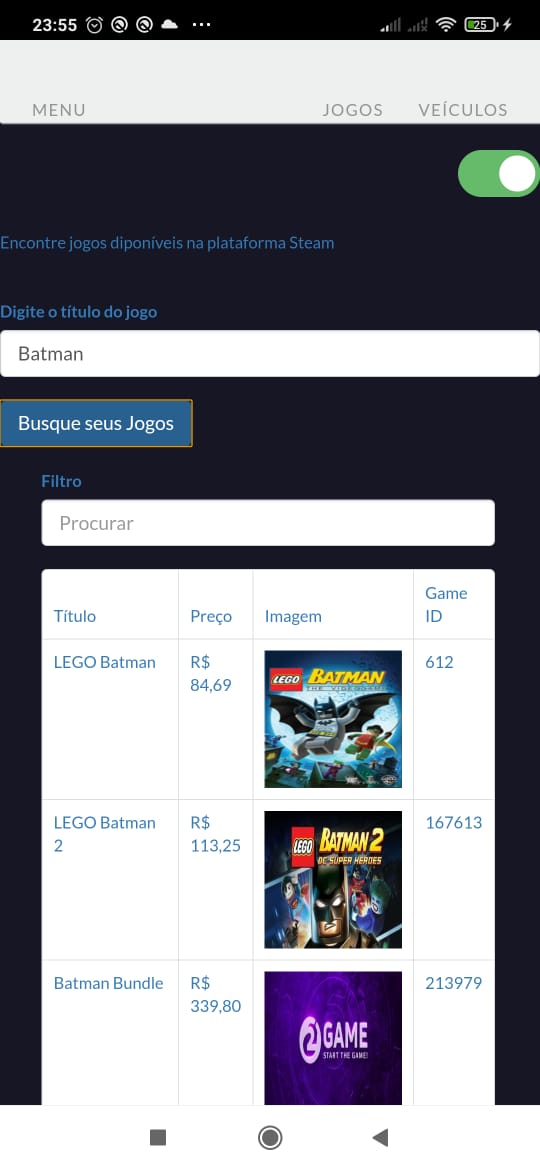 23:55
25
MENU JOGOS VEÍCULOS
Encontre jogos diponíveis na plataforma Steam
Digite o título do jogo
Batman
Busque seus Jogos
Filtro
Procurar
Título Preço Imagem Game ID
LEGO Batman R$ 84,69 612
LEGO BATMAN
THE VIDEOGAME
LEGO Batman 2 R$ 113,25 167613
LEGO BATMAN 2
DC SUPER HEROES
Batman Bundle R$ 339,80 213979
2GAME
START THE GAME!